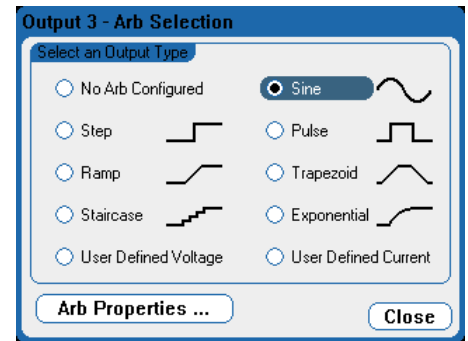 Output 3 - Arb Selection
Select an Output Type
No Arb Configured
Sine
Step
Pulse
Ramp
Trapezoid
Staircase
Exponential
User Defined Voltage
User Defined Current
Arb Properties ...
Close